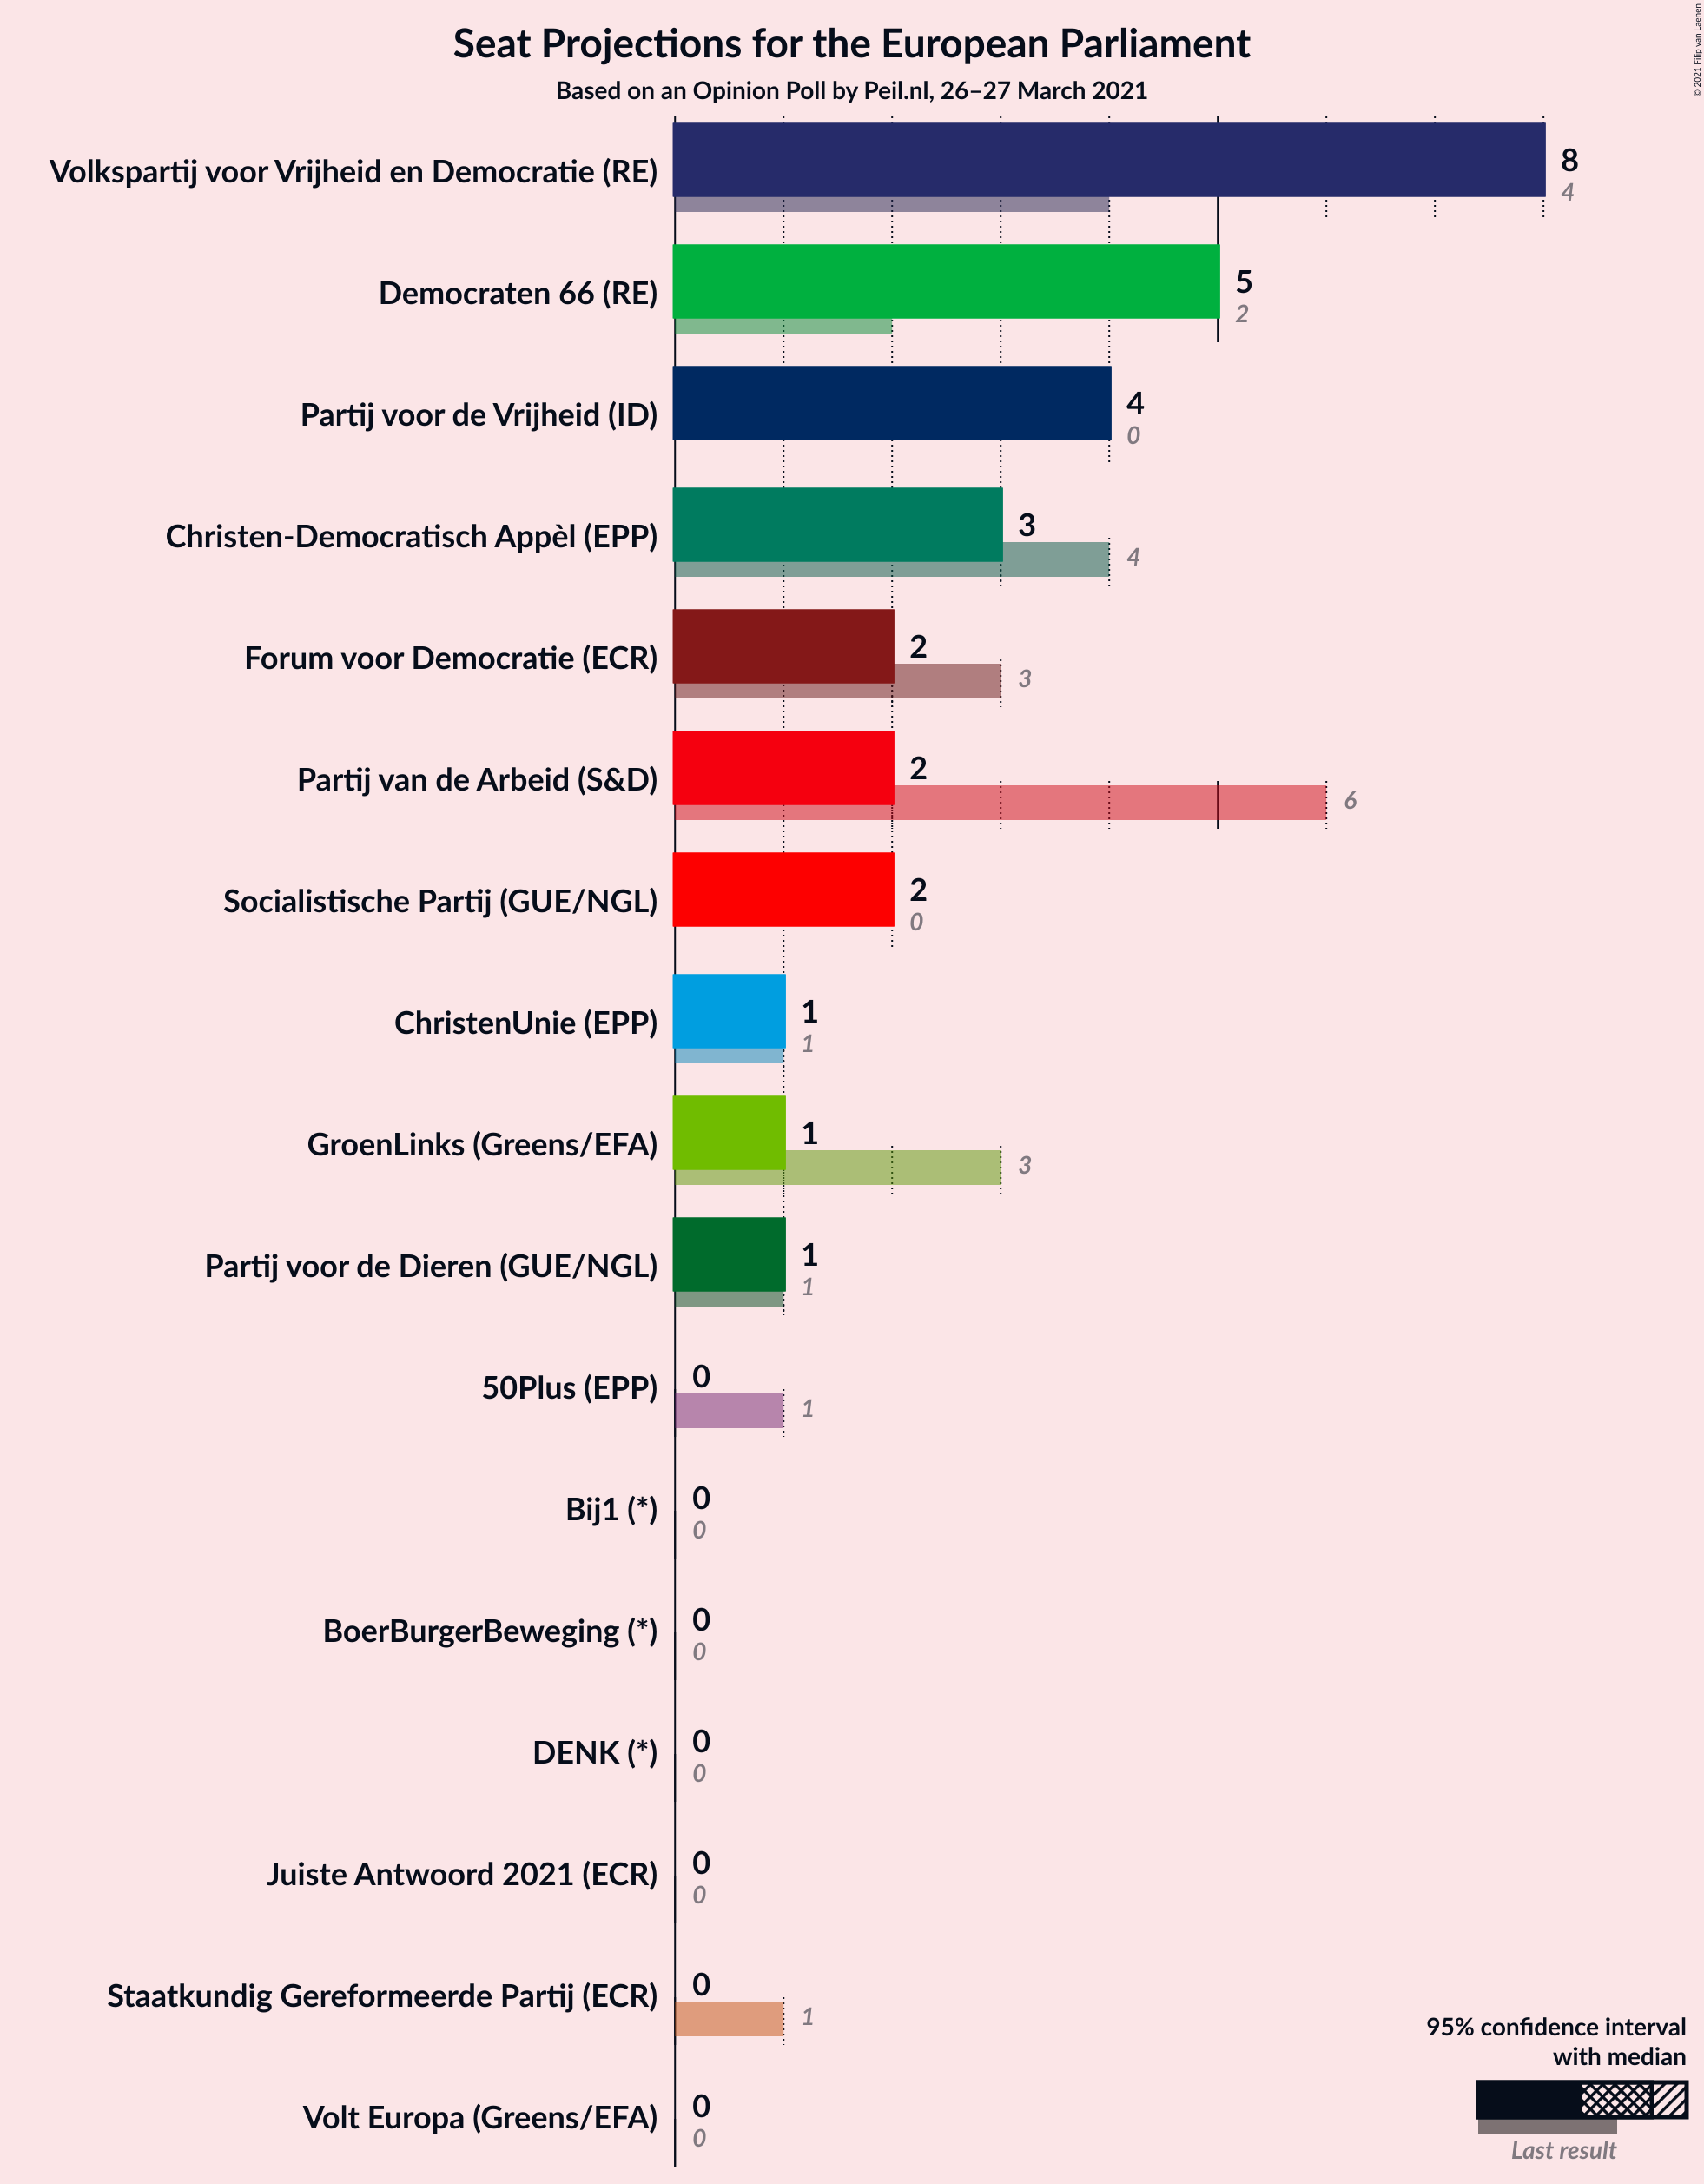 Seat Projections for the European Parliament
Based on an Opinion Poll by Peil.nl, 26–27 March 2021
© 2021 Filip van Laenen
Volkspartij voor Vrijheid en Democratie (RE)
8
4
Democraten 66 (RE)
5
2
Partij voor de Vrijheid (ID)
4
0
Christen-Democratisch Appèl (EPP)
3
4
Forum voor Democratie (ECR)
2
3
Partij van de Arbeid (S&D)
2
6
Socialistische Partij (GUE/NGL)
2
0
ChristenUnie (EPP)
1
1
GroenLinks (Greens/EFA)
1
3
Partij voor de Dieren (GUE/NGL)
1
1
50Plus (EPP)
0
1
Bij1 (*)
0
0
BoerBurgerBeweging (*)
0
0
DENK (*)
0
0
Juiste Antwoord 2021 (ECR)
0
0
Staatkundig Gereformeerde Partij (ECR)
0
1
Volt Europa (Greens/EFA)
0
0
95% confidence interval
with median
Last result